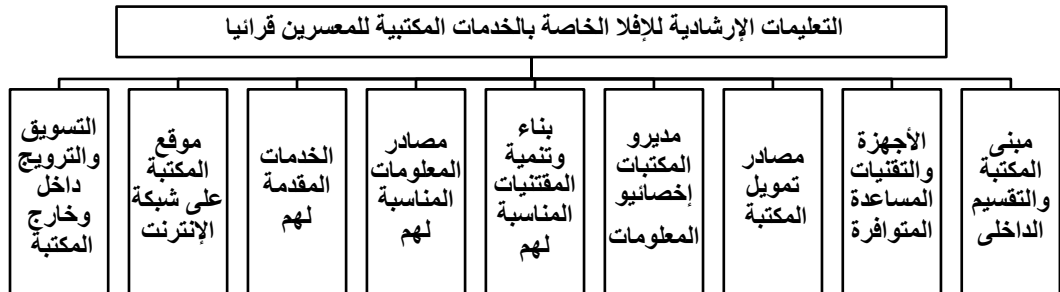 التعليمات الإرشادية للإفلا الخاصة بالخدمات المكتبية للمعسرين قرائيا
مبنى
المكتبة
والتقسيم
الداخلى
الأجهزة
والتقنيات
المساعدة
المتوافرة
مصادر
تمويل
المكتبة
مديرو
المكتبات
إخصائيو
المعلومات
بناء
وتنمية
المقتنيات
المناسبة
لهم
مصادر
المعلومات
المناسبة
لهم
الخدمات
المقدمة
لهم
موقع
المكتبة
على شبكة
الإنترنت
التسويق
والترويج
داخل
وخارج
المكتبة